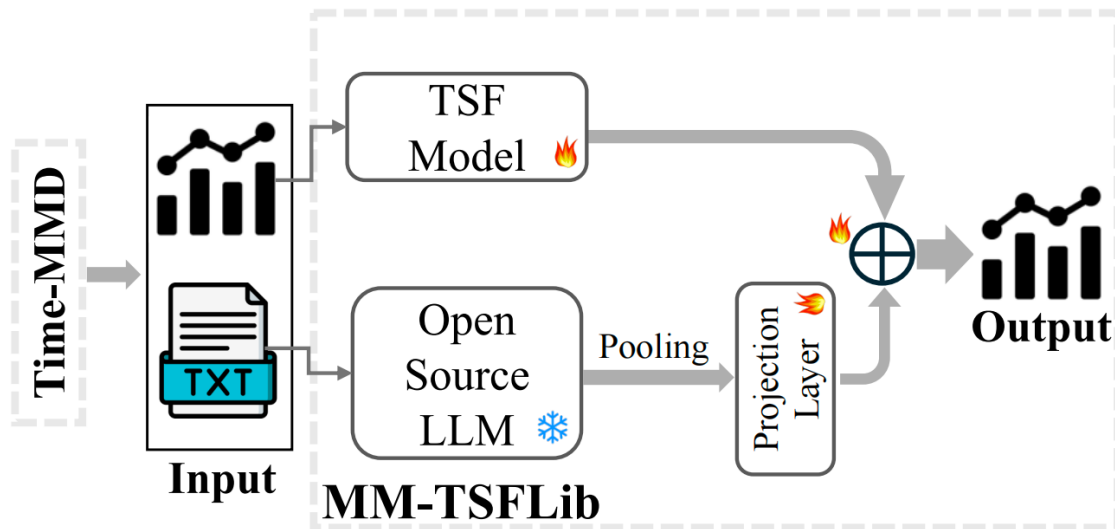 Time-MMD
TXT
Input
TSF
Model
Open
Source
LLM
Pooling
Projection
Layer
Output
MM-TSFLib